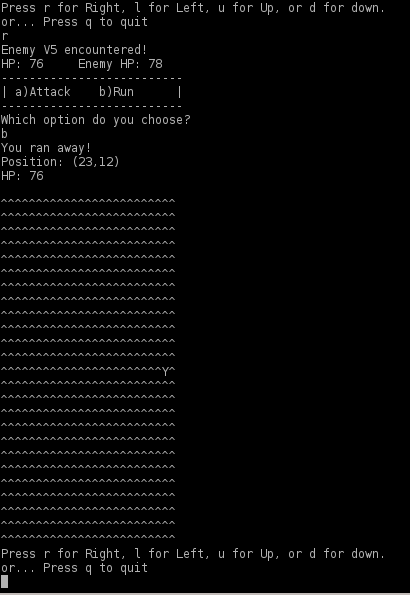 Press r for Right, l for Left, u for Up, or d for down.
or... Press q to quit
r
Enemy V5 encountered!
HP: 76     Enemy HP: 78
--------------------------
| a)Attack    b)Run      |
--------------------------
Which option do you choose?
b
You ran away!
Position: (23,12)
HP: 76
^^^^^^^^^^^^^^^^^^^^^^^^^
^^^^^^^^^^^^^^^^^^^^^^^^^
^^^^^^^^^^^^^^^^^^^^^^^^^
^^^^^^^^^^^^^^^^^^^^^^^^^
^^^^^^^^^^^^^^^^^^^^^^^^^
^^^^^^^^^^^^^^^^^^^^^^^^^
^^^^^^^^^^^^^^^^^^^^^^^^^
^^^^^^^^^^^^^^^^^^^^^^^^^
^^^^^^^^^^^^^^^^^^^^^^^^^
^^^^^^^^^^^^^^^^^^^^^^^^^
^^^^^^^^^^^^^^^^^^^^^^^^^
^^^^^^^^^^^^^^^^^^^^^^^^^
^^^^^^^^^^^^^^^^^^^^^^^Y^
^^^^^^^^^^^^^^^^^^^^^^^^^
^^^^^^^^^^^^^^^^^^^^^^^^^
^^^^^^^^^^^^^^^^^^^^^^^^^
^^^^^^^^^^^^^^^^^^^^^^^^^
^^^^^^^^^^^^^^^^^^^^^^^^^
^^^^^^^^^^^^^^^^^^^^^^^^^
^^^^^^^^^^^^^^^^^^^^^^^^^
^^^^^^^^^^^^^^^^^^^^^^^^^
^^^^^^^^^^^^^^^^^^^^^^^^^
^^^^^^^^^^^^^^^^^^^^^^^^^
^^^^^^^^^^^^^^^^^^^^^^^^^
^^^^^^^^^^^^^^^^^^^^^^^^^
Press r for Right, l for Left, u for Up, or d for down.
or... Press q to quit